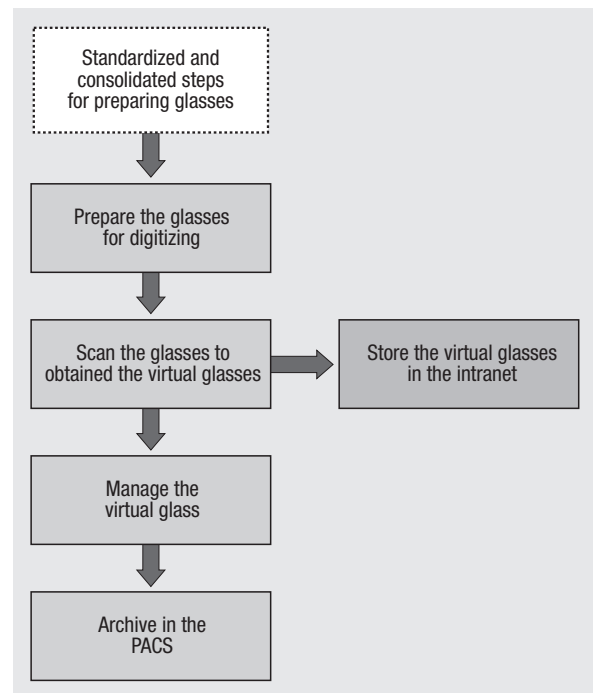 Standardized and
consolidated steps
for preparing glasses
Prepare the glasses
for digitizing
Scan the glasses to
obtained the virtual glasses
Store the virtual glasses
in the intranet
Manage the
virtual glass
Archive in the
PACS